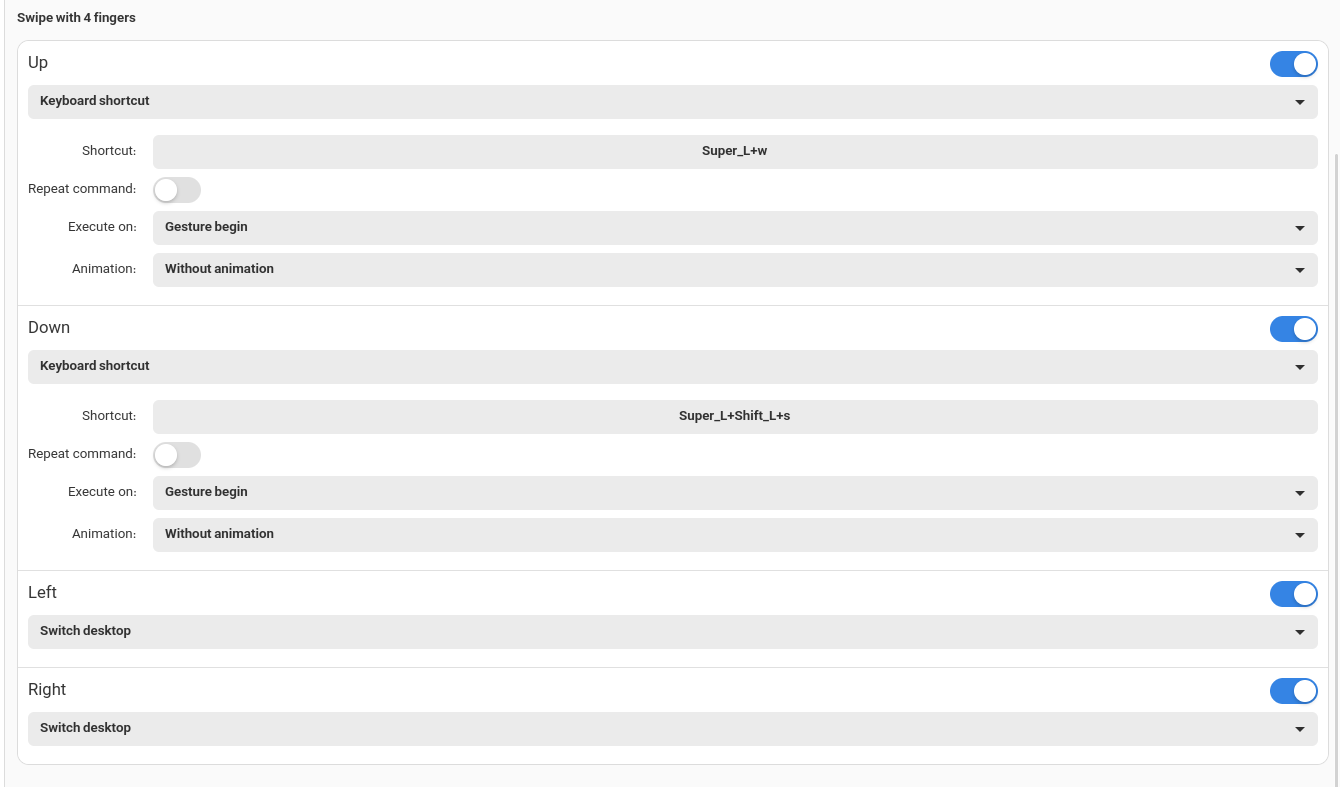 Swipe with 4 fingers
Up
Keyboard shortcut
Shortcut: Super_L+w
Repeat command:
Execute on: Gesture begin
Animation: Without animation
Down
Keyboard shortcut
Shortcut: Super_L+Shift_L+s
Repeat command:
Execute on: Gesture begin
Animation: Without animation
Left
Switch desktop
Right
Switch desktop